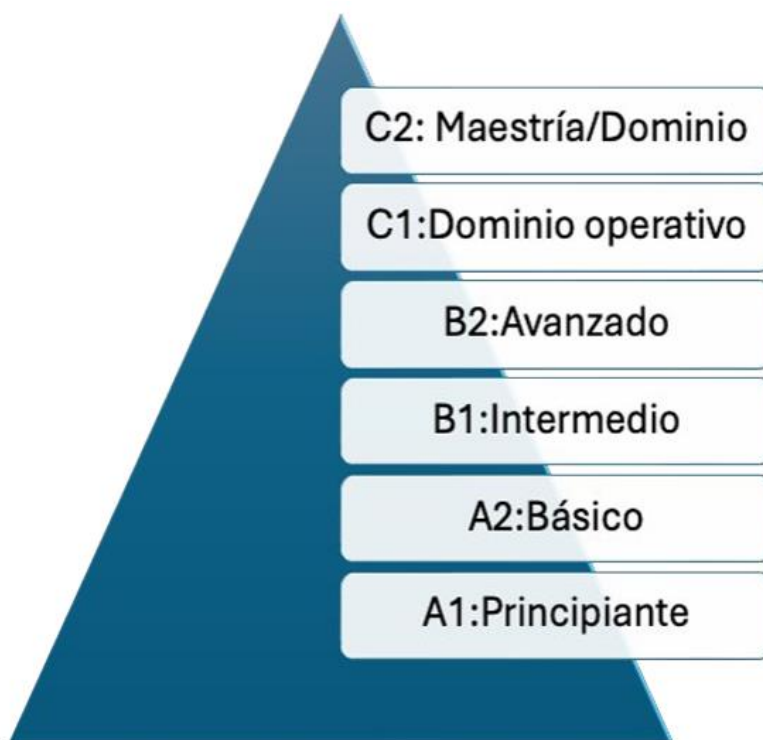 C2: Maestría/Dominio
C1:Dominio operativo
B2:Avanzado
B1:Intermedio
A2:Básico
A1:Principiante